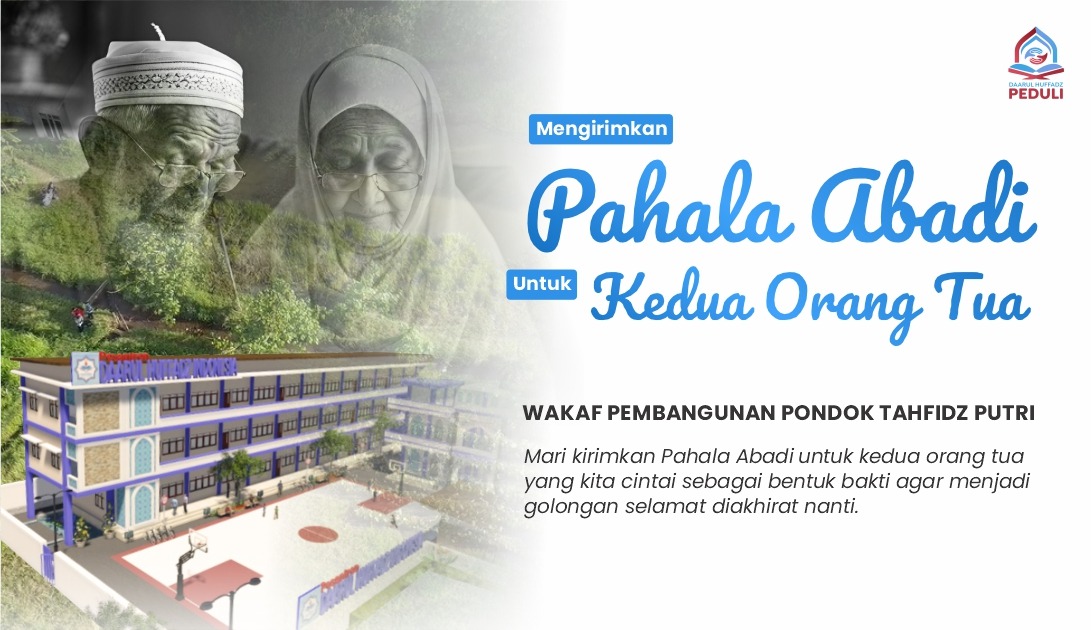 DAARUL HUFFADZ
PEDULI
Mengirimkan
Pahala Abadi
Untuk Kedua Orang Tua
WAKAF PEMBANGUNAN PONDOK TAHFIDZ PUTRI
Mari kirimkan Pahala Abadi untuk kedua orang tua
yang kita cintai sebagai bentuk bakti agar menjadi
golongan selamat diakhirat nanti.